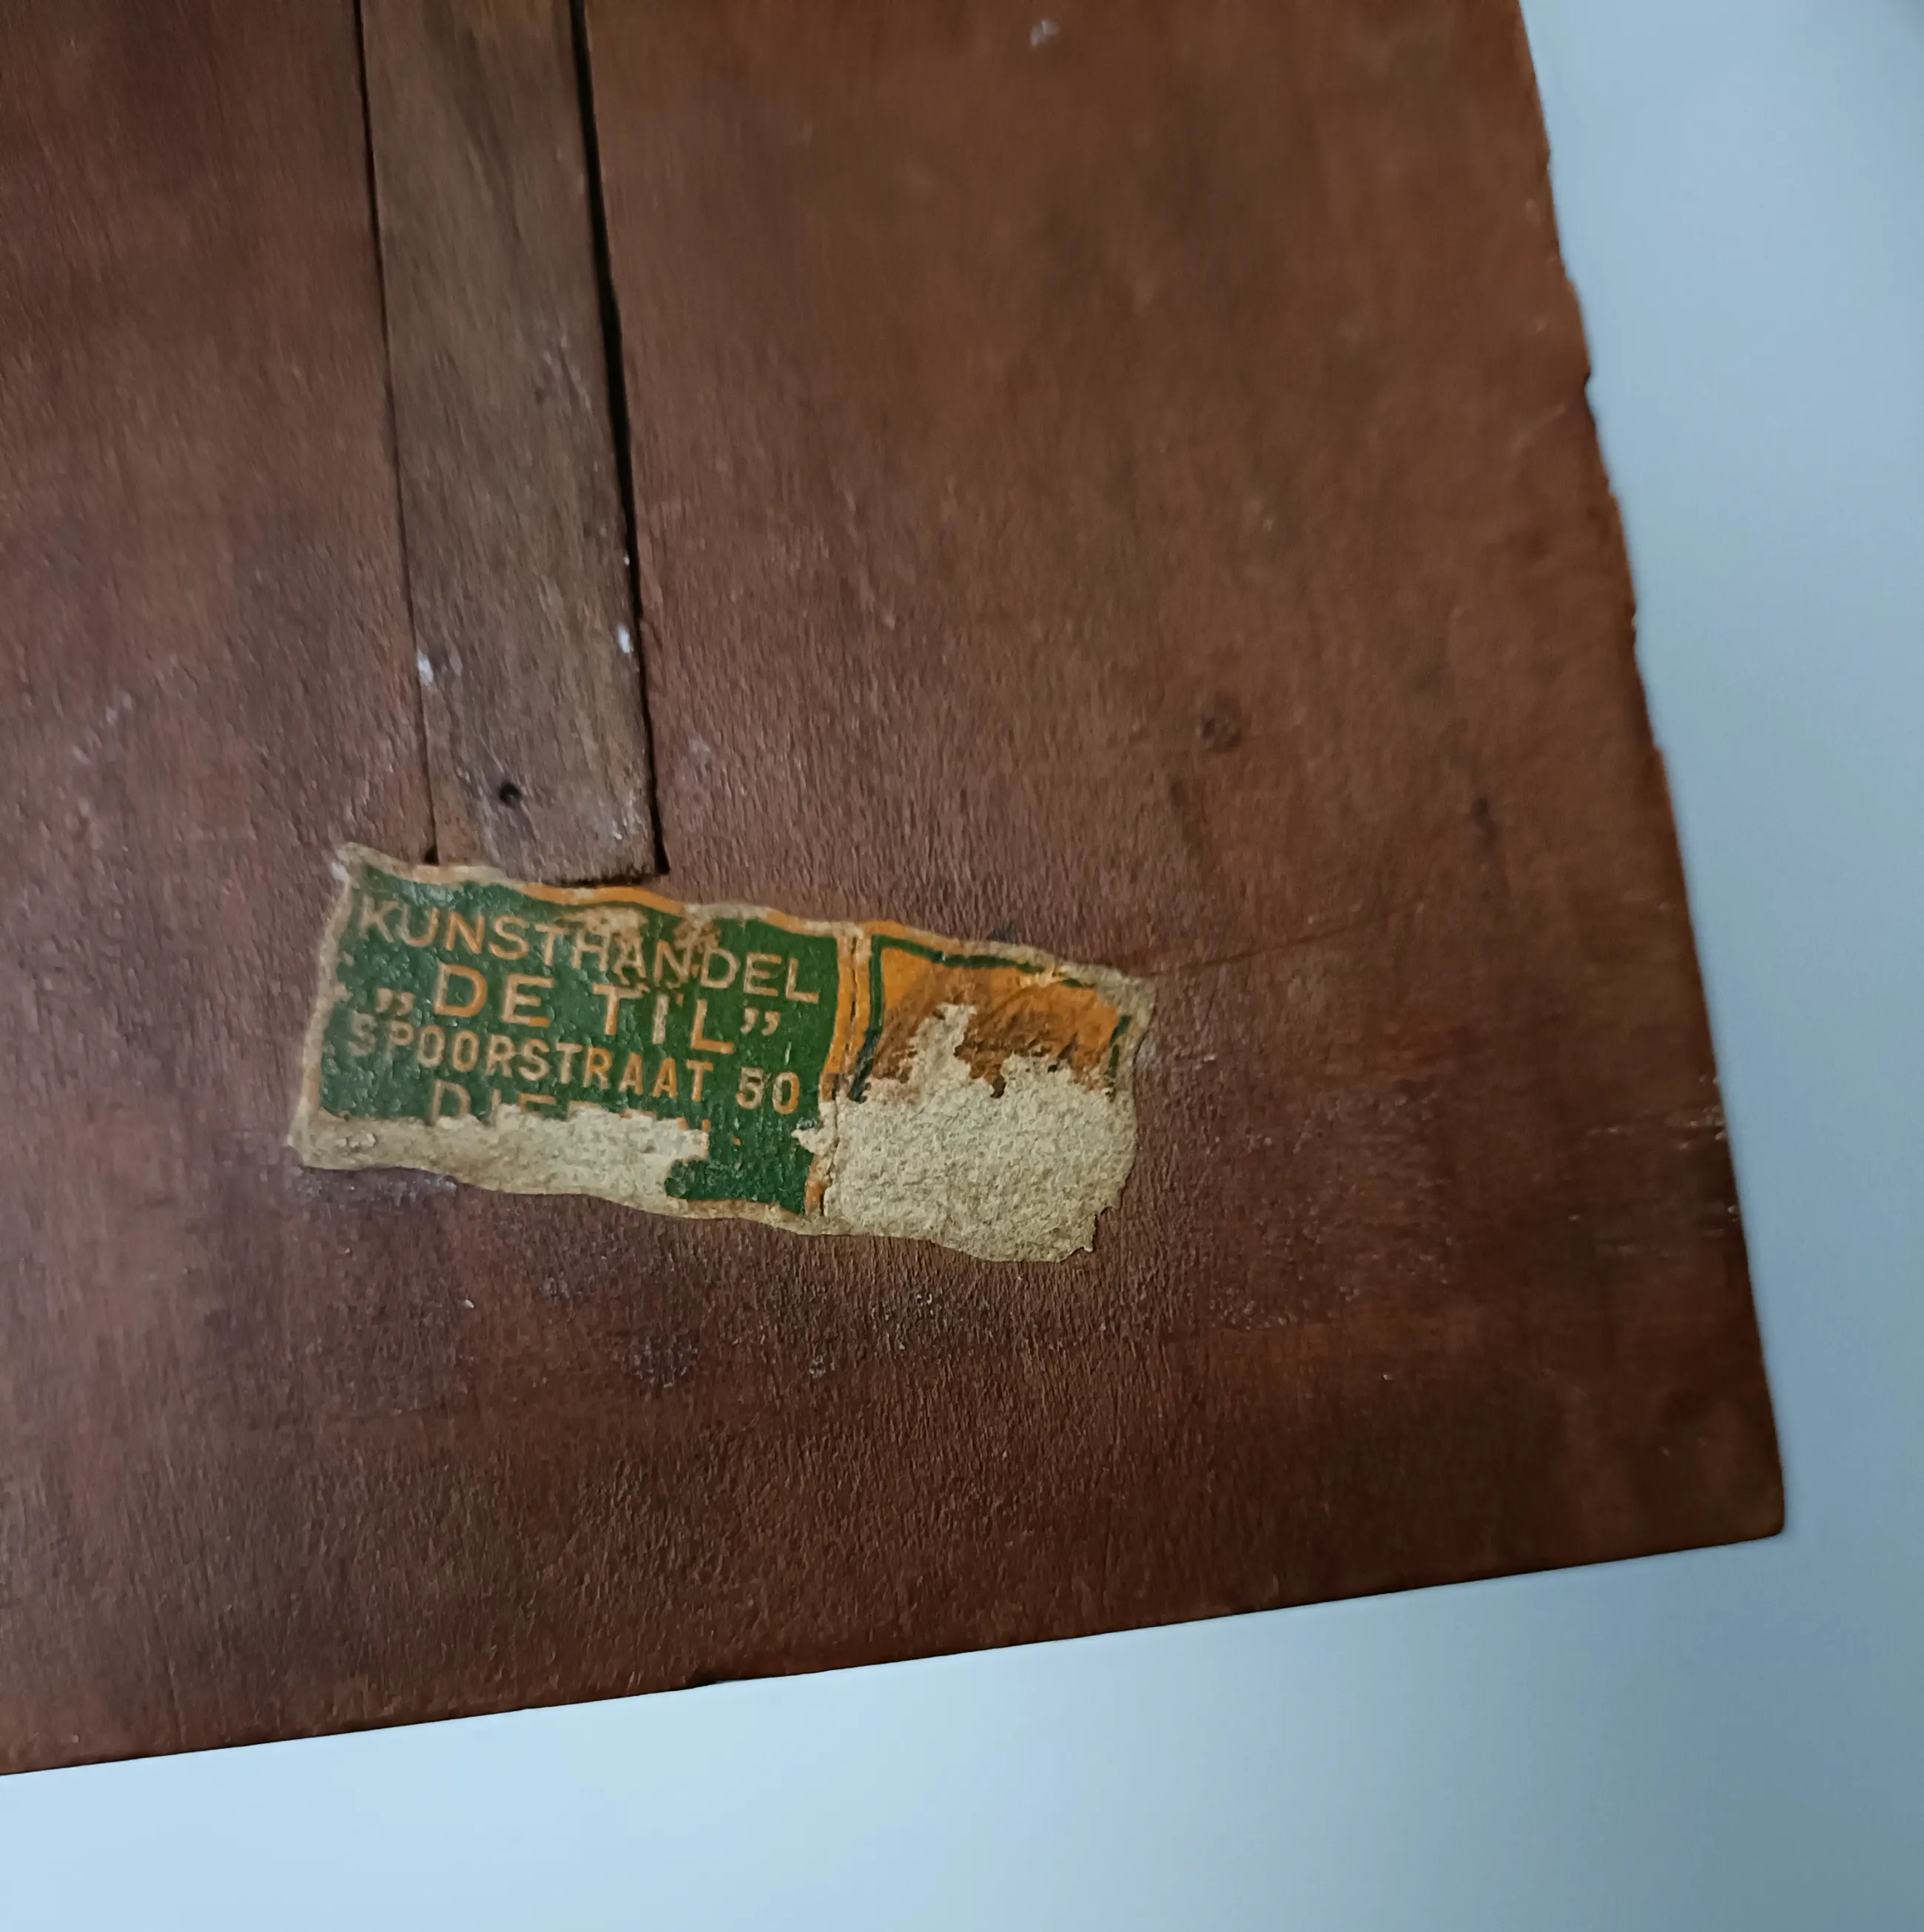 KUNSTHANDEL
„DE TIL”
SPOORSTRAAT 50